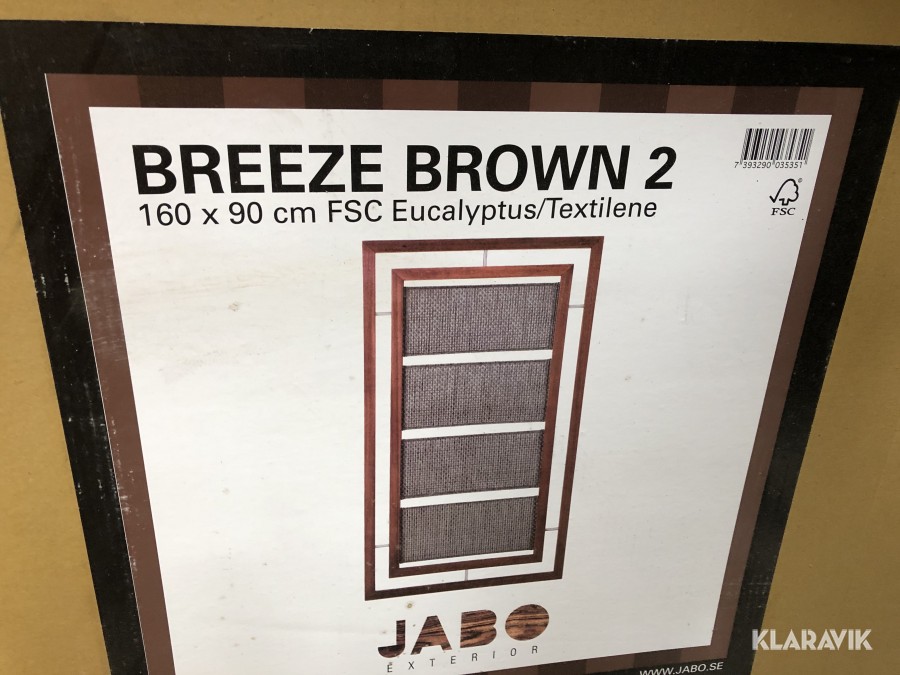 BREEZE BROWN 2
160 x 90 cm FSC Eucalyptus/Textilene
7 393290 035351
FSC
JABO
EXTERIOR
WWW.JABO.SE
KLARAVIK